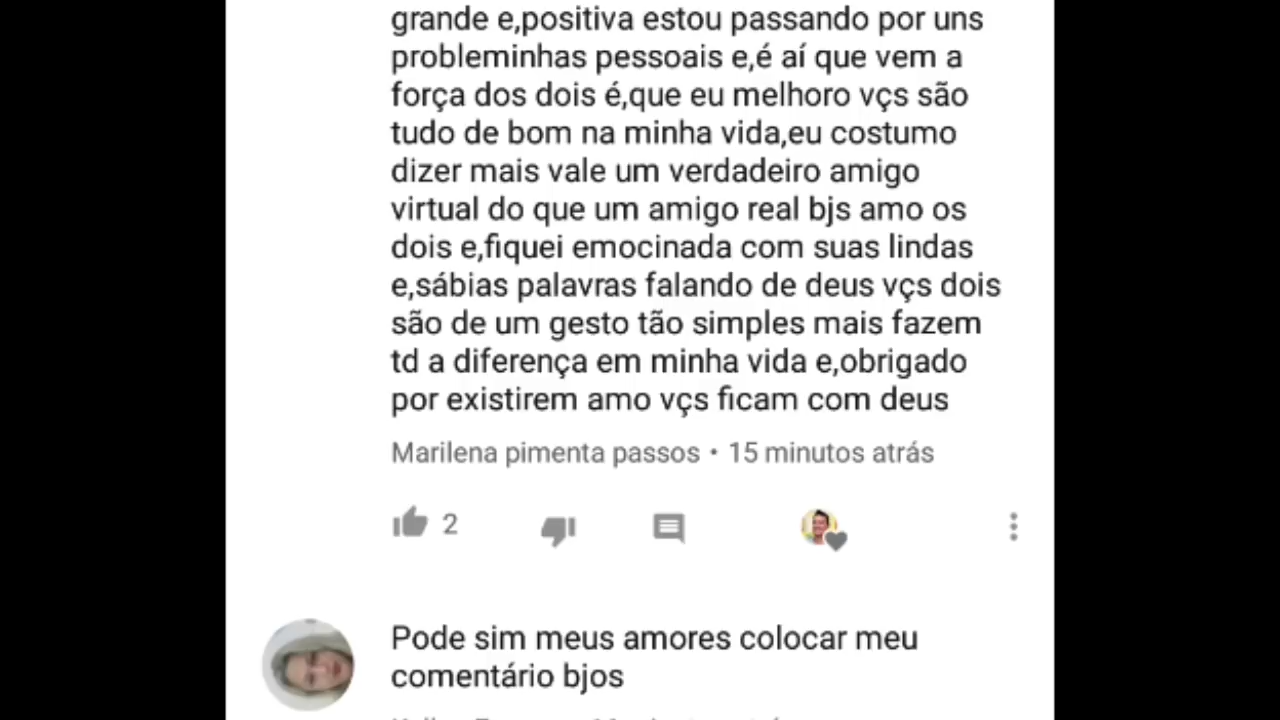 grande e,positiva estou passando por uns
probleminhas pessoais e,é aí que vem a
força dos dois é,que eu melhoro vçs são
tudo de bom na minha vida,eu costumo
dizer mais vale um verdadeiro amigo
virtual do que um amigo real bjs amo os
dois e,fiquei emocinada com suas lindas
e,sábias palavras falando de deus vçs dois
são de um gesto tão simples mais fazem
td a diferença em minha vida e,obrigado
por existirem amo vçs ficam com deus
Marilena pimenta passos • 15 minutos atrás
2
Pode sim meus amores colocar meu
comentário bjos